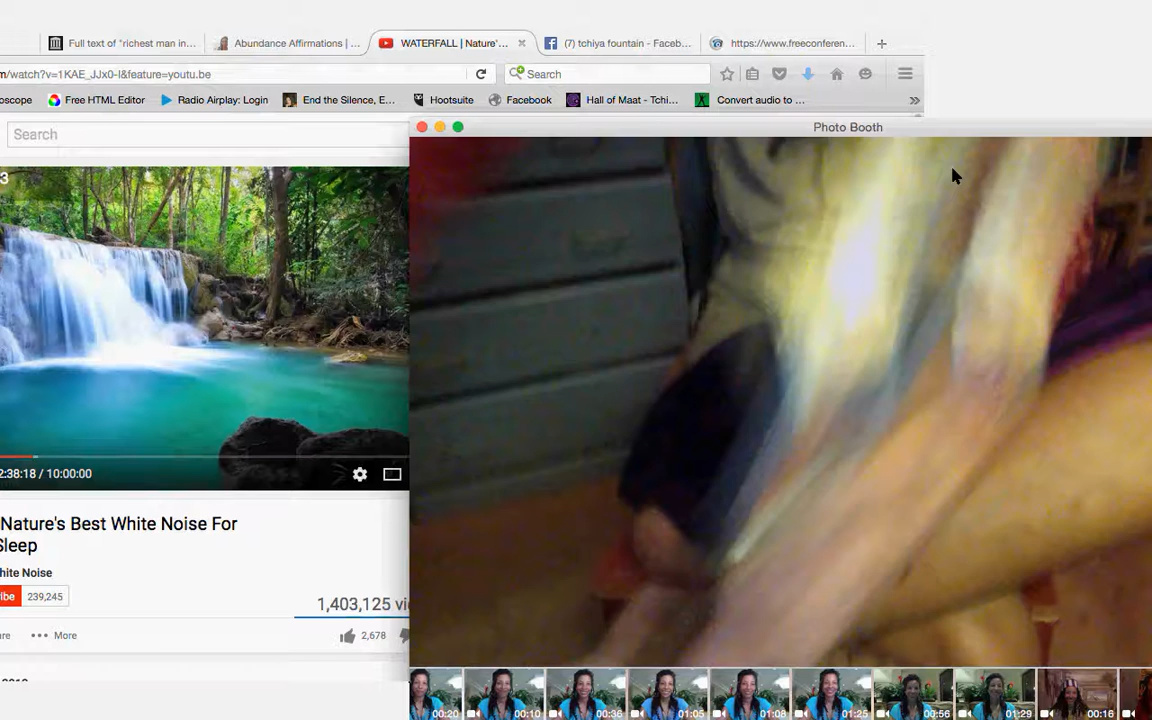 Full text of "richest man in...
Abundance Affirmations | ...
WATERFALL | Nature'...
(7) tchiya fountain - Faceb...
https://www.freeconferen...
m/watch?v=1KAE_JJx0-I&feature=youtu.be
Search
oscope
Free HTML Editor
Radio Airplay: Login
End the Silence, E...
Hootsuite
Facebook
Hall of Maat - Tchi...
Convert audio to ...
Search
Photo Booth
3
2:38:18 / 10:00:00
Nature's Best White Noise For
Sleep
hite Noise
ibe 239,245
1,403,125 vi
re
More
2,678
00:20
00:10
00:36
01:05
01:08
01:25
00:56
01:29
00:16